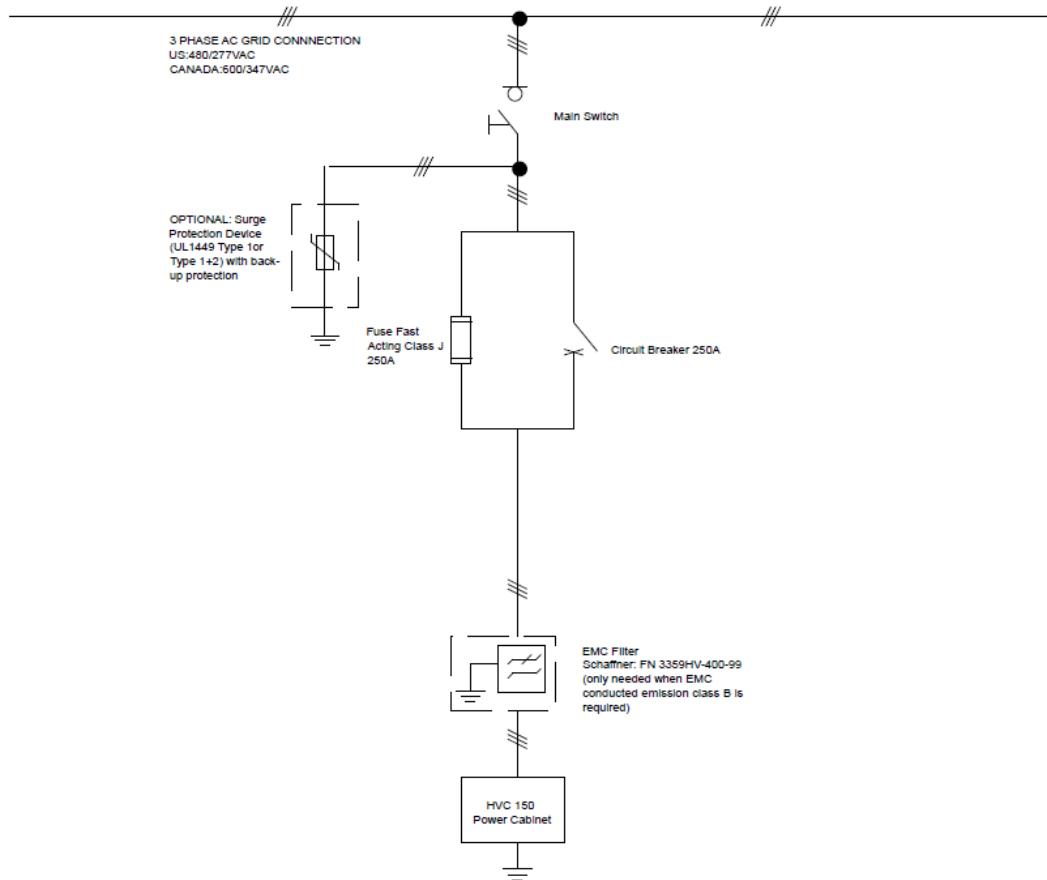 3 PHASE AC GRID CONNNECTION
US:480/277VAC
CANADA:600/347VAC
Main Switch
OPTIONAL: Surge
Protection Device
(UL1449 Type 1or
Type 1+2) with back-
up protection
Fuse Fast
Acting Class J
250A
Circuit Breaker 250A
EMC Filter
Schaffner: FN 3359HV-400-99
(only needed when EMC
conducted emission class B is
required)
HVC 150
Power Cabinet